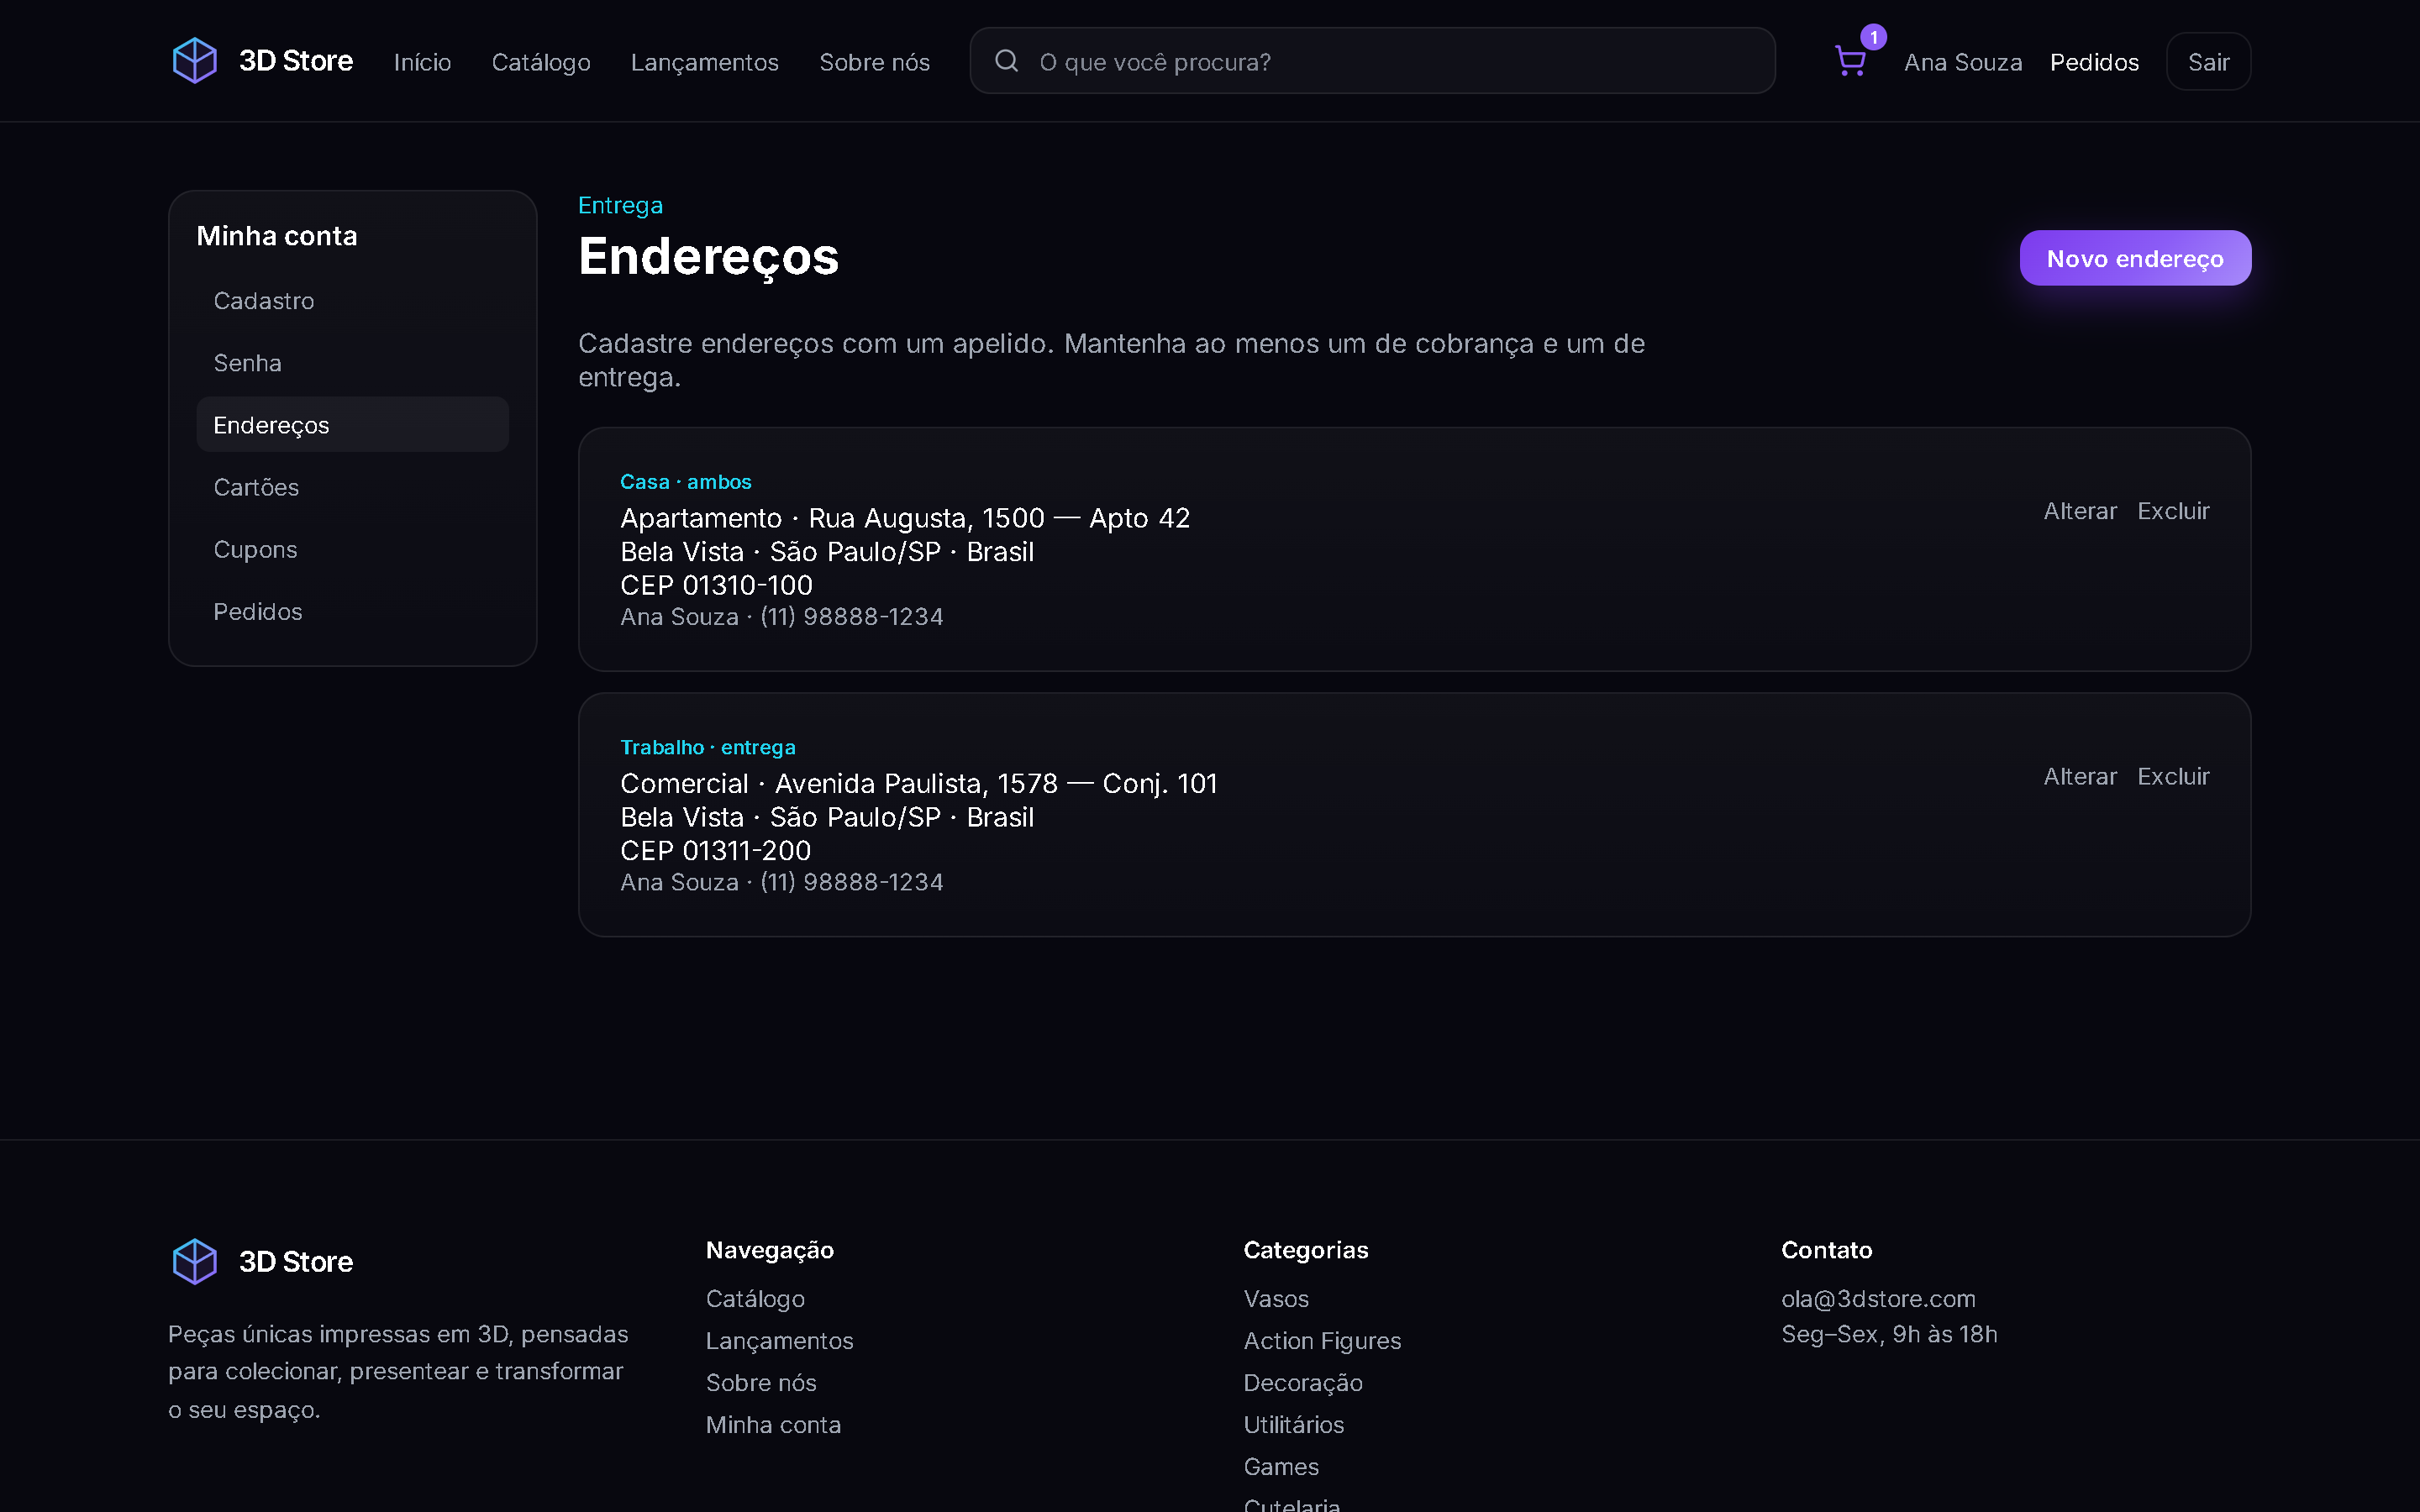 3D Store
Início
Catálogo
Lançamentos
Sobre nós
O que você procura?
1
Ana Souza
Pedidos
Sair
Minha conta
Cadastro
Senha
Endereços
Cartões
Cupons
Pedidos
Entrega
Endereços
Novo endereço
Cadastre endereços com um apelido. Mantenha ao menos um de cobrança e um de
entrega.
Casa · ambos
Apartamento · Rua Augusta, 1500 — Apto 42
Bela Vista · São Paulo/SP · Brasil
CEP 01310-100
Ana Souza · (11) 98888-1234
Alterar
Excluir
Trabalho · entrega
Comercial · Avenida Paulista, 1578 — Conj. 101
Bela Vista · São Paulo/SP · Brasil
CEP 01311-200
Ana Souza · (11) 98888-1234
Alterar
Excluir
3D Store
Peças únicas impressas em 3D, pensadas
para colecionar, presentear e transformar
o seu espaço.
Navegação
Catálogo
Lançamentos
Sobre nós
Minha conta
Categorias
Vasos
Action Figures
Decoração
Utilitários
Games
Cutelaria
Contato
ola@3dstore.com
Seg–Sex, 9h às 18h